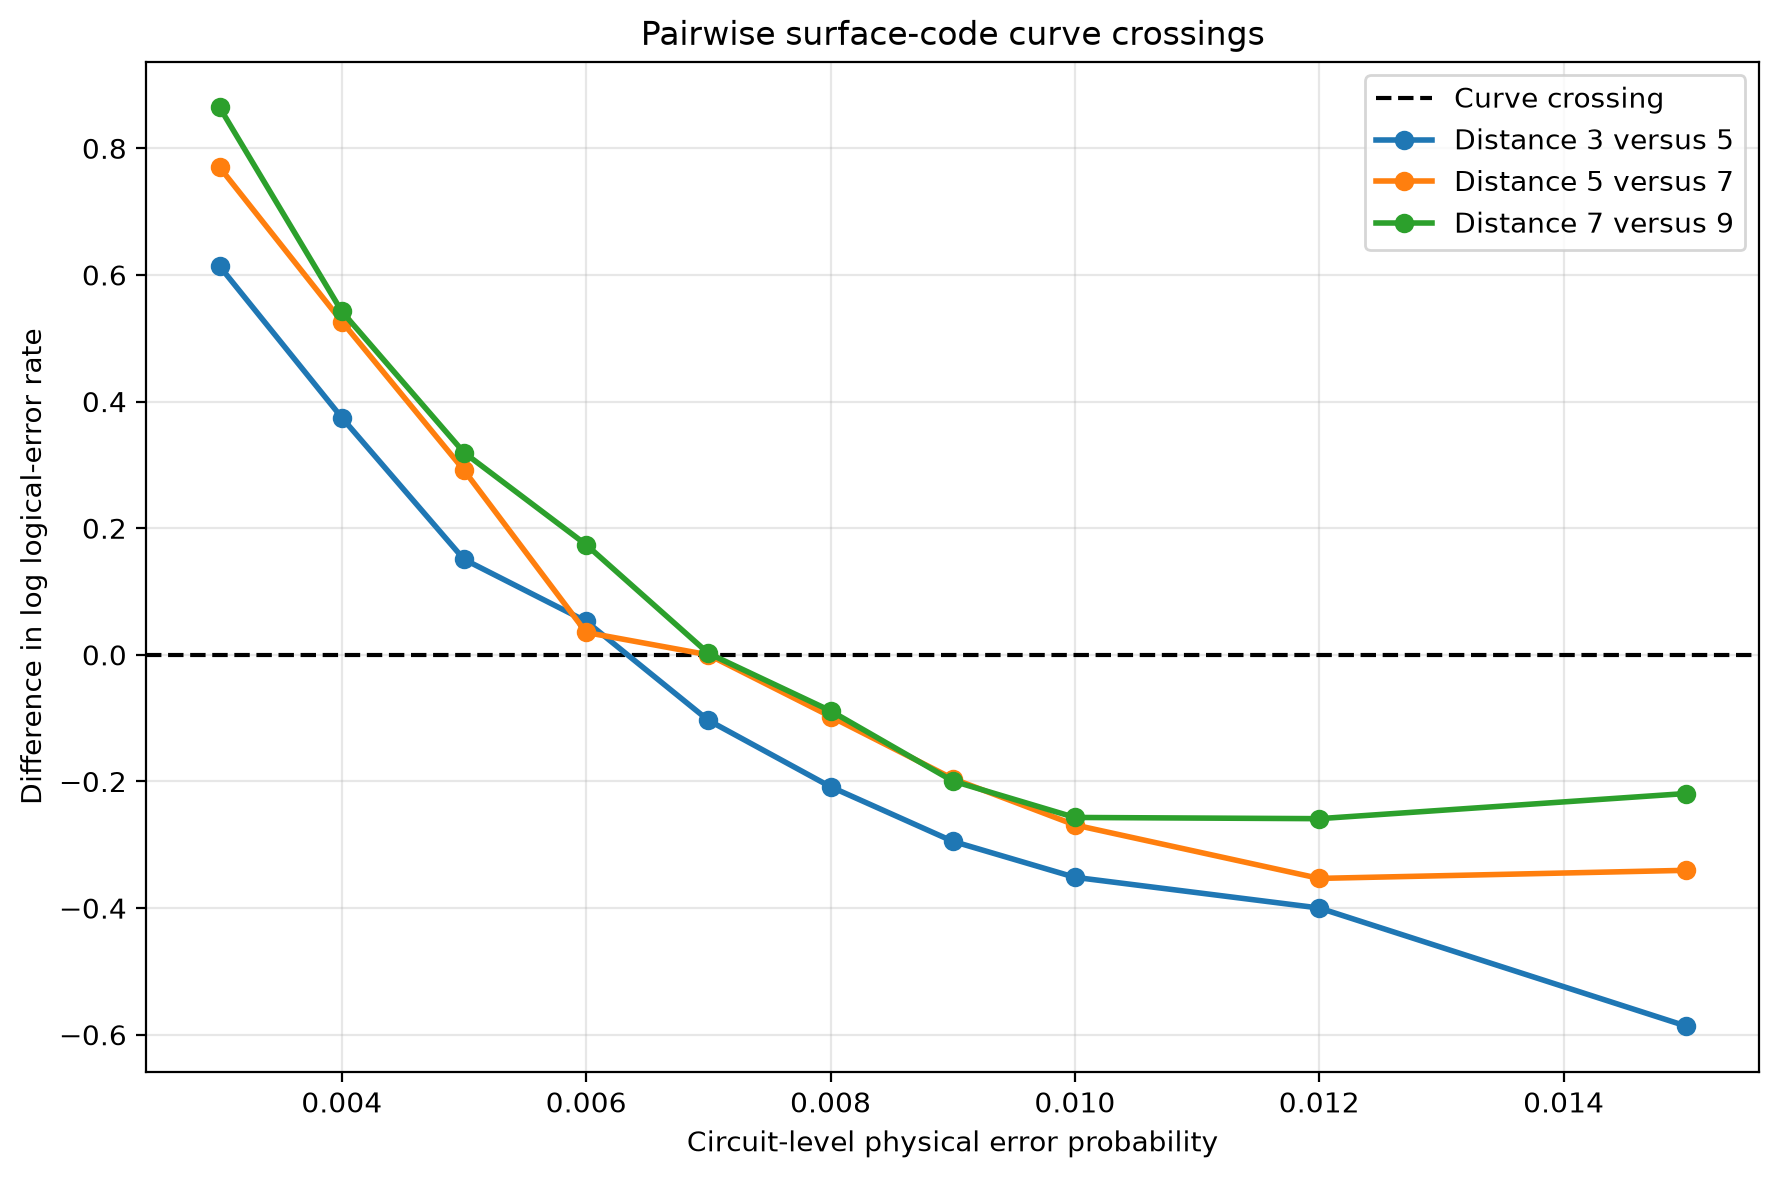 Pairwise surface-code curve crossings
Curve crossing
Distance 3 versus 5
Distance 5 versus 7
Distance 7 versus 9
Difference in log logical-error rate
0.8
0.6
0.4
0.2
0.0
−0.2
−0.4
−0.6
0.004 0.006 0.008 0.010 0.012 0.014
Circuit-level physical error probability